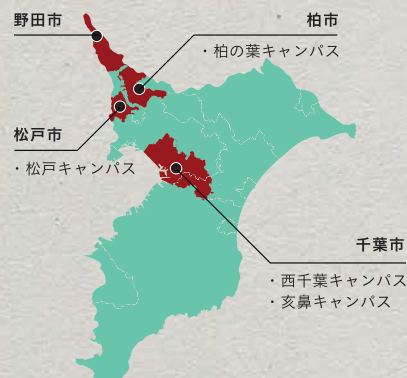 野田市
柏市
・柏の葉キャンパス
松戸市
・松戸キャンパス
千葉市
・西千葉キャンパス
・亥鼻キャンパス